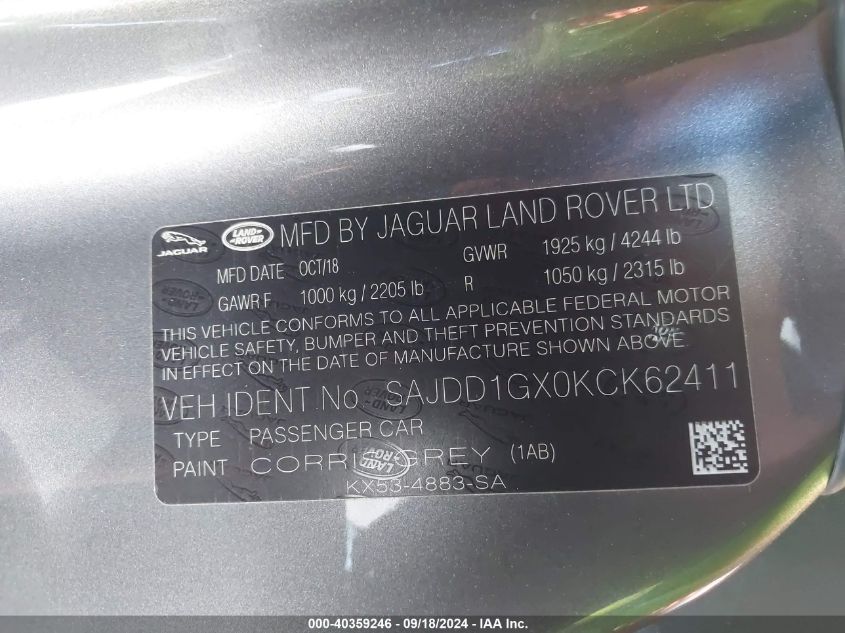 JAGUAR LAND ROVER MFD BY JAGUAR LAND ROVER LTD
MFD DATE OCT/18 GVWR 1925 kg / 4244 lb
GAWR F 1000 kg / 2205 lb R 1050 kg / 2315 lb
THIS VEHICLE CONFORMS TO ALL APPLICABLE FEDERAL MOTOR
VEHICLE SAFETY, BUMPER AND THEFT PREVENTION STANDARDS
IN EFFECT ON THE DATE OF MANUFACTURE SHOWN ABOVE
VEH IDENT No. SAJDD1GX0KCK62411
TYPE PASSENGER CAR
PAINT GREY (1AB)
KX53-4883-SA
000-40359246 - 09/18/2024 - IAA Inc.